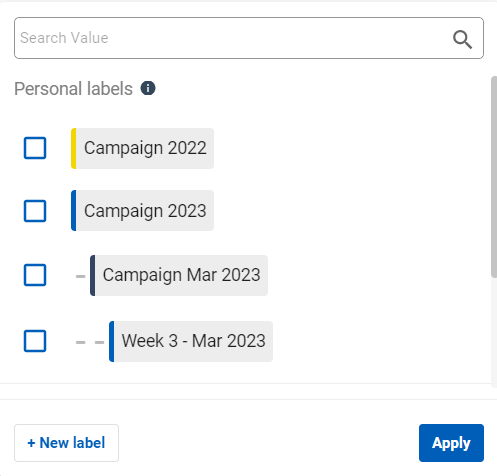 Search Value
Personal labels
Campaign 2022
Campaign 2023
Campaign Mar 2023
Week 3 - Mar 2023
+ New label
Apply